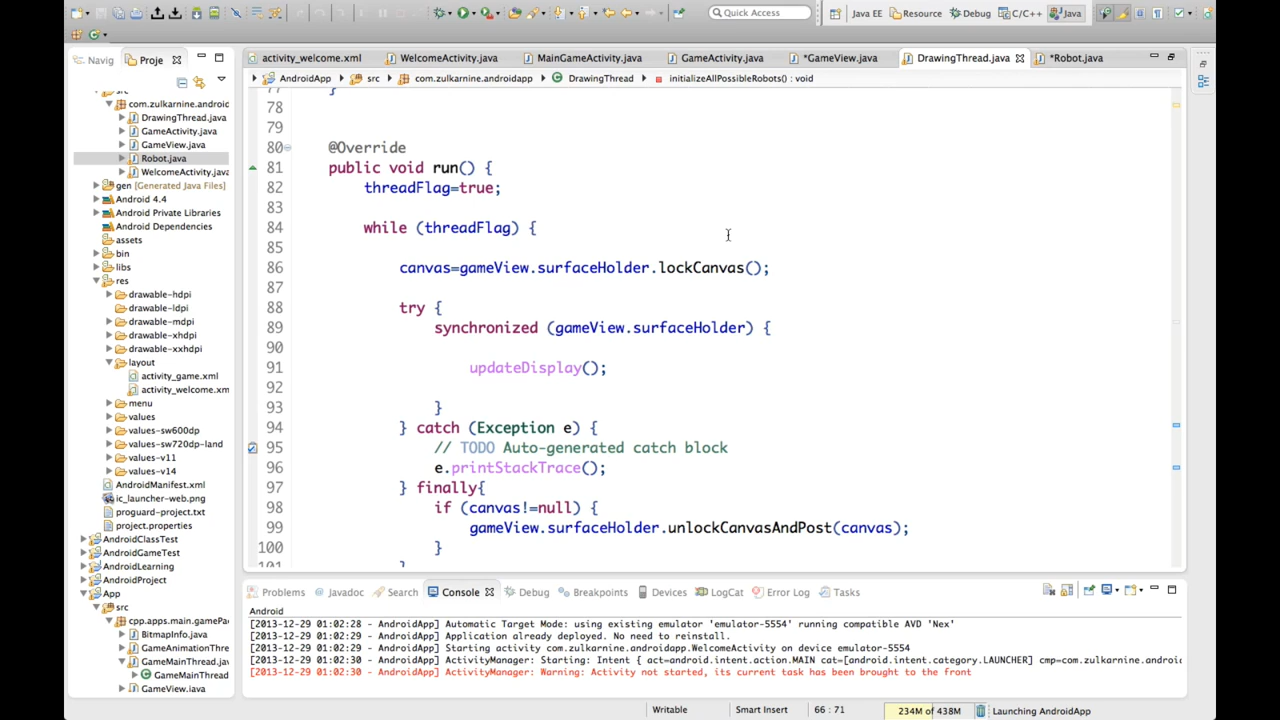 Quick Access
Java EE
Resource
Debug
C/C++
Java
Navig
Proje
activity_welcome.xml
WelcomeActivity.java
MainGameActivity.java
GameActivity.java
*GameView.java
DrawingThread.java
*Robot.java
AndroidApp
src
com.zulkarnine.androidapp
DrawingThread
initializeAllPossibleRobots() : void
src
com.zulkarnine.android
DrawingThread.java
GameActivity.java
GameView.java
Robot.java
WelcomeActivity.java
gen [Generated Java Files]
Android 4.4
Android Private Libraries
Android Dependencies
assets
bin
libs
res
drawable-hdpi
drawable-ldpi
drawable-mdpi
drawable-xhdpi
drawable-xxhdpi
layout
activity_game.xml
activity_welcome.xm
menu
values
values-sw600dp
values-sw720dp-land
values-v11
values-v14
AndroidManifest.xml
ic_launcher-web.png
proguard-project.txt
project.properties
AndroidClassTest
AndroidGameTest
AndroidLearning
AndroidProject
App
src
cpp.apps.main.gamePa
BitmapInfo.java
GameAnimationThre
GameMainThread.jav
GameMainThread
GameView.java
77 }
78
79
80 @Override
81 public void run() {
82 threadFlag=true;
83
84 while (threadFlag) {
85
86 canvas=gameView.surfaceHolder.lockCanvas();
87
88 try {
89 synchronized (gameView.surfaceHolder) {
90
91 updateDisplay();
92
93 }
94 } catch (Exception e) {
95 // TODO Auto-generated catch block
96 e.printStackTrace();
97 } finally{
98 if (canvas!=null) {
99 gameView.surfaceHolder.unlockCanvasAndPost(canvas);
100 }
101 }
Problems
Javadoc
Search
Console
Debug
Breakpoints
Devices
LogCat
Error Log
Tasks
Android
[2013-12-29 01:02:28 - AndroidApp] Automatic Target Mode: using existing emulator 'emulator-5554' running compatible AVD 'Nex'
[2013-12-29 01:02:29 - AndroidApp] Application already deployed. No need to reinstall.
[2013-12-29 01:02:29 - AndroidApp] Starting activity com.zulkarnine.androidapp.WelcomeActivity on device emulator-5554
[2013-12-29 01:02:30 - AndroidApp] ActivityManager: Starting: Intent { act=android.intent.action.MAIN cat=[android.intent.category.LAUNCHER] cmp=com.zulkarnine.androi
[2013-12-29 01:02:30 - AndroidApp] ActivityManager: Warning: Activity not started, its current task has been brought to the front
Writable
Smart Insert
66 : 71
234M of 438M
Launching AndroidApp